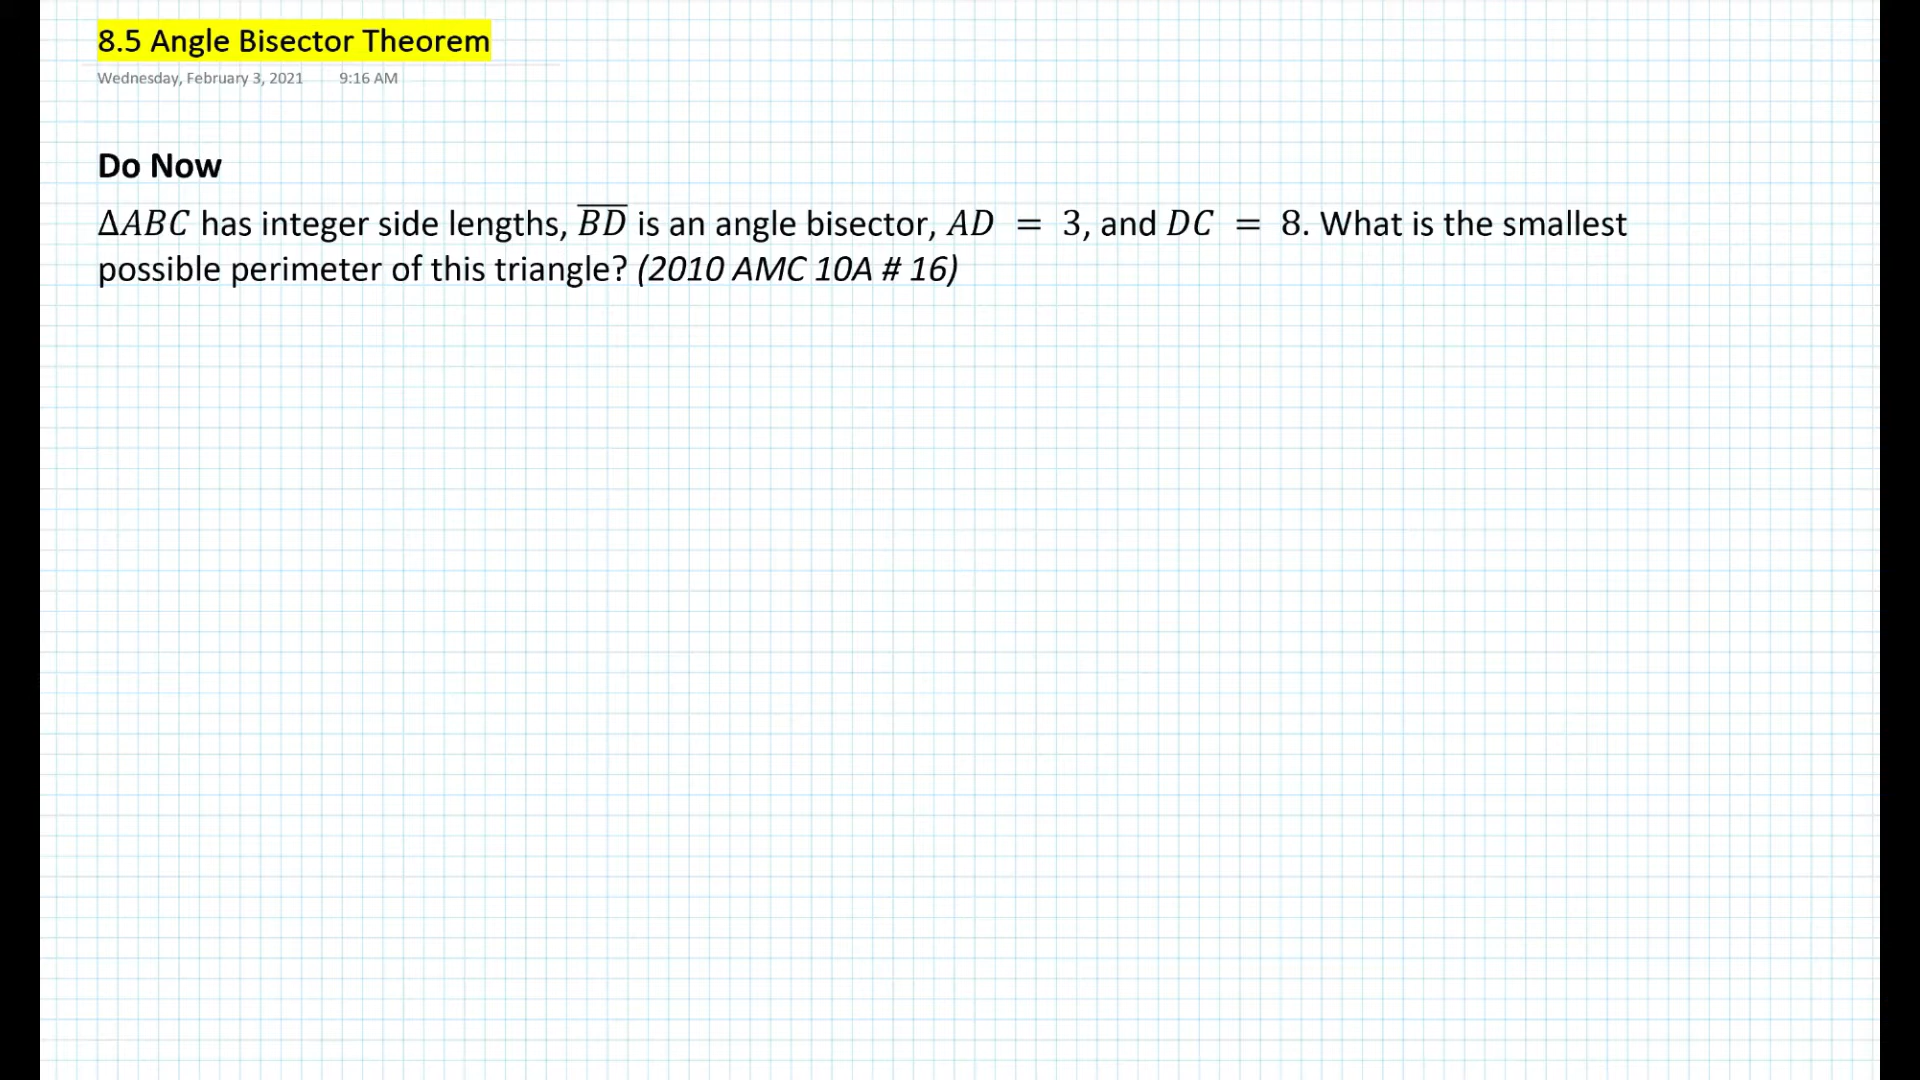 8.5 Angle Bisector Theorem
Wednesday, February 3, 2021 9:16 AM
Do Now
Δ𝐴𝐵𝐶 has integer side lengths, B̅D̅ is an angle bisector, 𝐴𝐷 = 3, and 𝐷𝐶 = 8. What is the smallest
possible perimeter of this triangle? (2010 AMC 10A # 16)